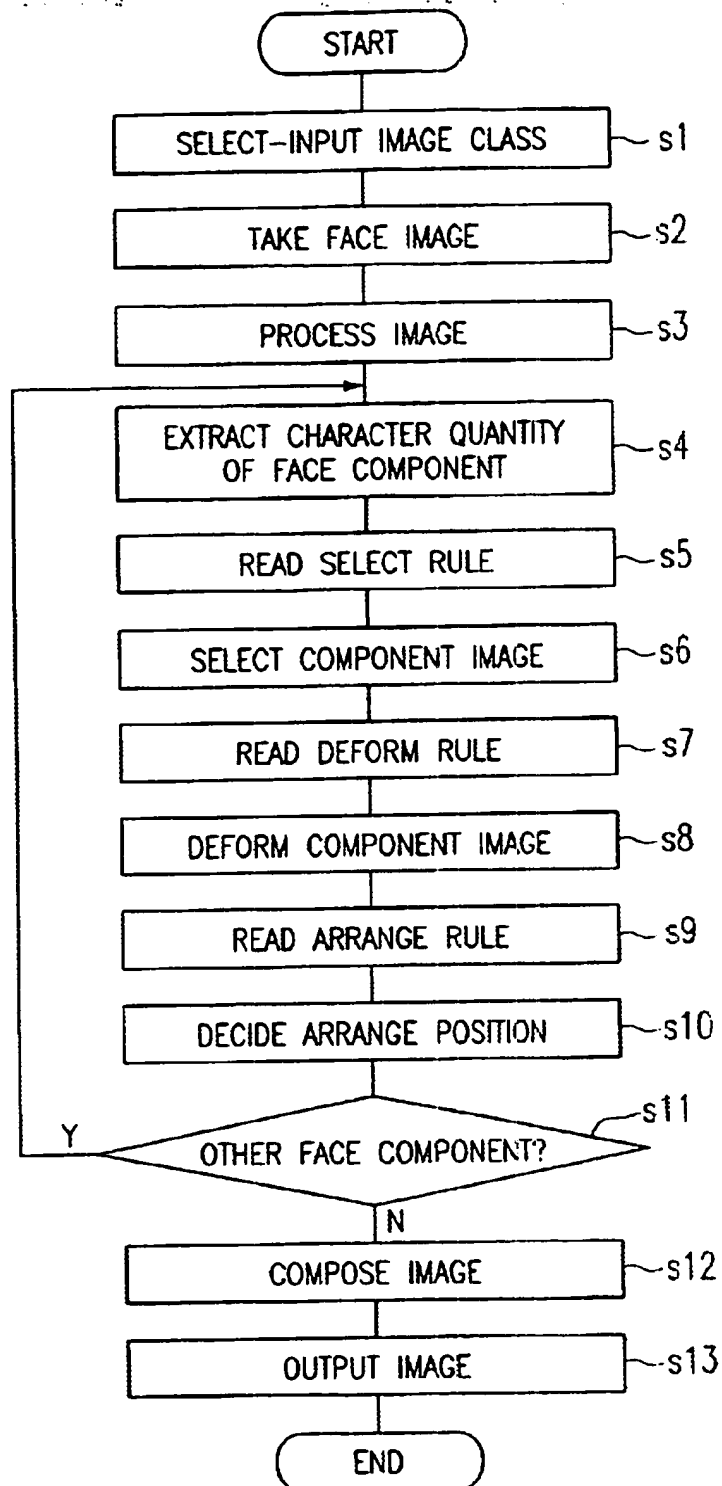 START
SELECT-INPUT IMAGE CLASS s1
TAKE FACE IMAGE s2
PROCESS IMAGE s3
EXTRACT CHARACTER QUANTITY
OF FACE COMPONENT s4
READ SELECT RULE s5
SELECT COMPONENT IMAGE s6
READ DEFORM RULE s7
DEFORM COMPONENT IMAGE s8
READ ARRANGE RULE s9
DECIDE ARRANGE POSITION s10
s11
Y OTHER FACE COMPONENT?
N
COMPOSE IMAGE s12
OUTPUT IMAGE s13
END